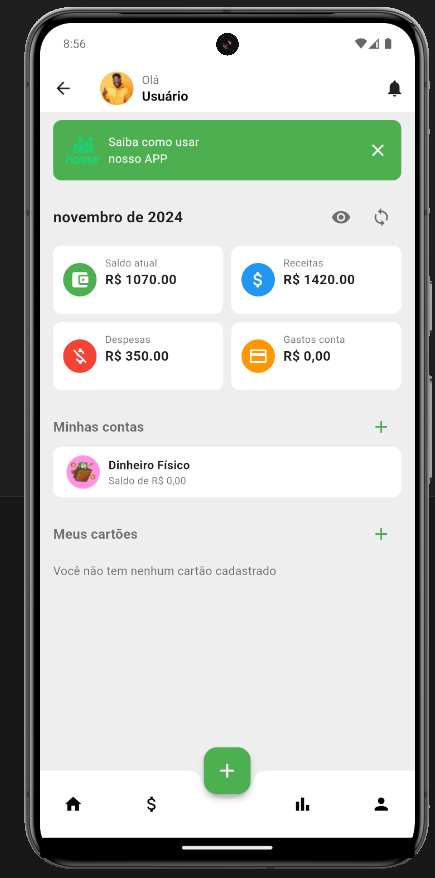 8:56
Olá
Usuário
house
Saiba como usar
nosso APP
novembro de 2024
Saldo atual
R$ 1070.00
Receitas
R$ 1420.00
Despesas
R$ 350.00
Gastos conta
R$ 0,00
Minhas contas
Dinheiro Físico
Saldo de R$ 0,00
Meus cartões
Você não tem nenhum cartão cadastrado